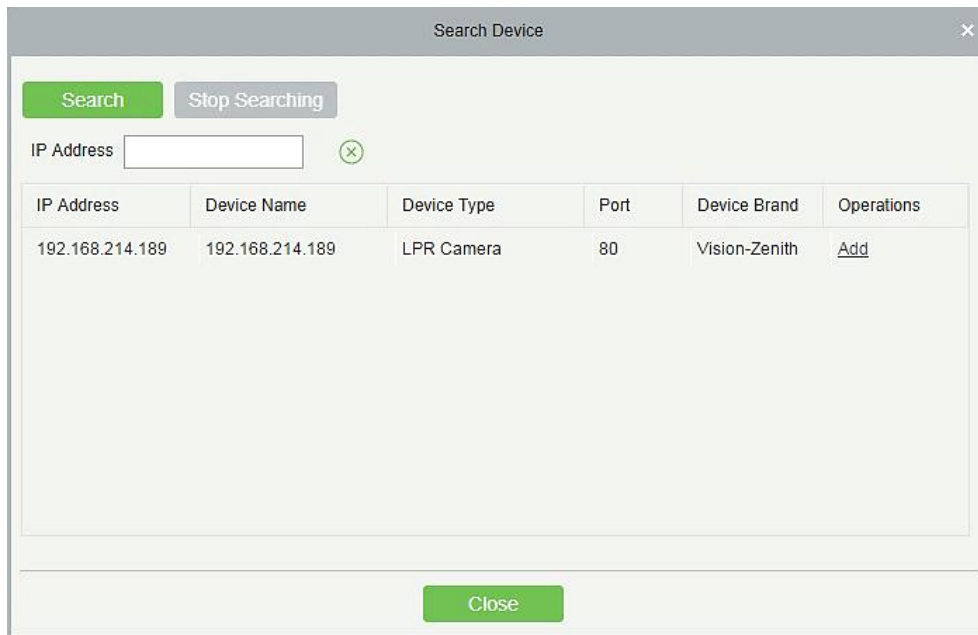 Search Device
Search Stop Searching
IP Address
IP Address Device Name Device Type Port Device Brand Operations
192.168.214.189 192.168.214.189 LPR Camera 80 Vision-Zenith Add
Close